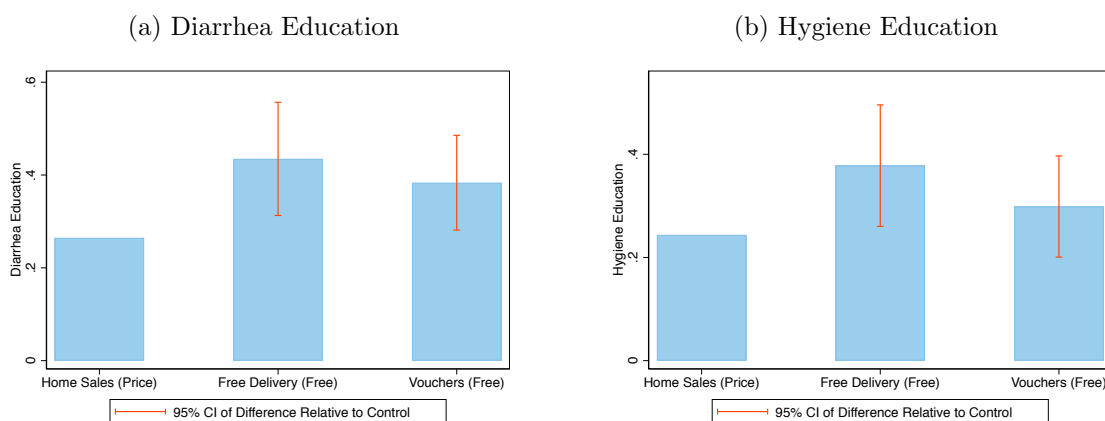 (a) Diarrhea Education
Diarrhea Education
0
.2
.4
.6
Home Sales (Price) Free Delivery (Free) Vouchers (Free)
95% CI of Difference Relative to Control
(b) Hygiene Education
Hygiene Education
0
.2
.4
Home Sales (Price) Free Delivery (Free) Vouchers (Free)
95% CI of Difference Relative to Control